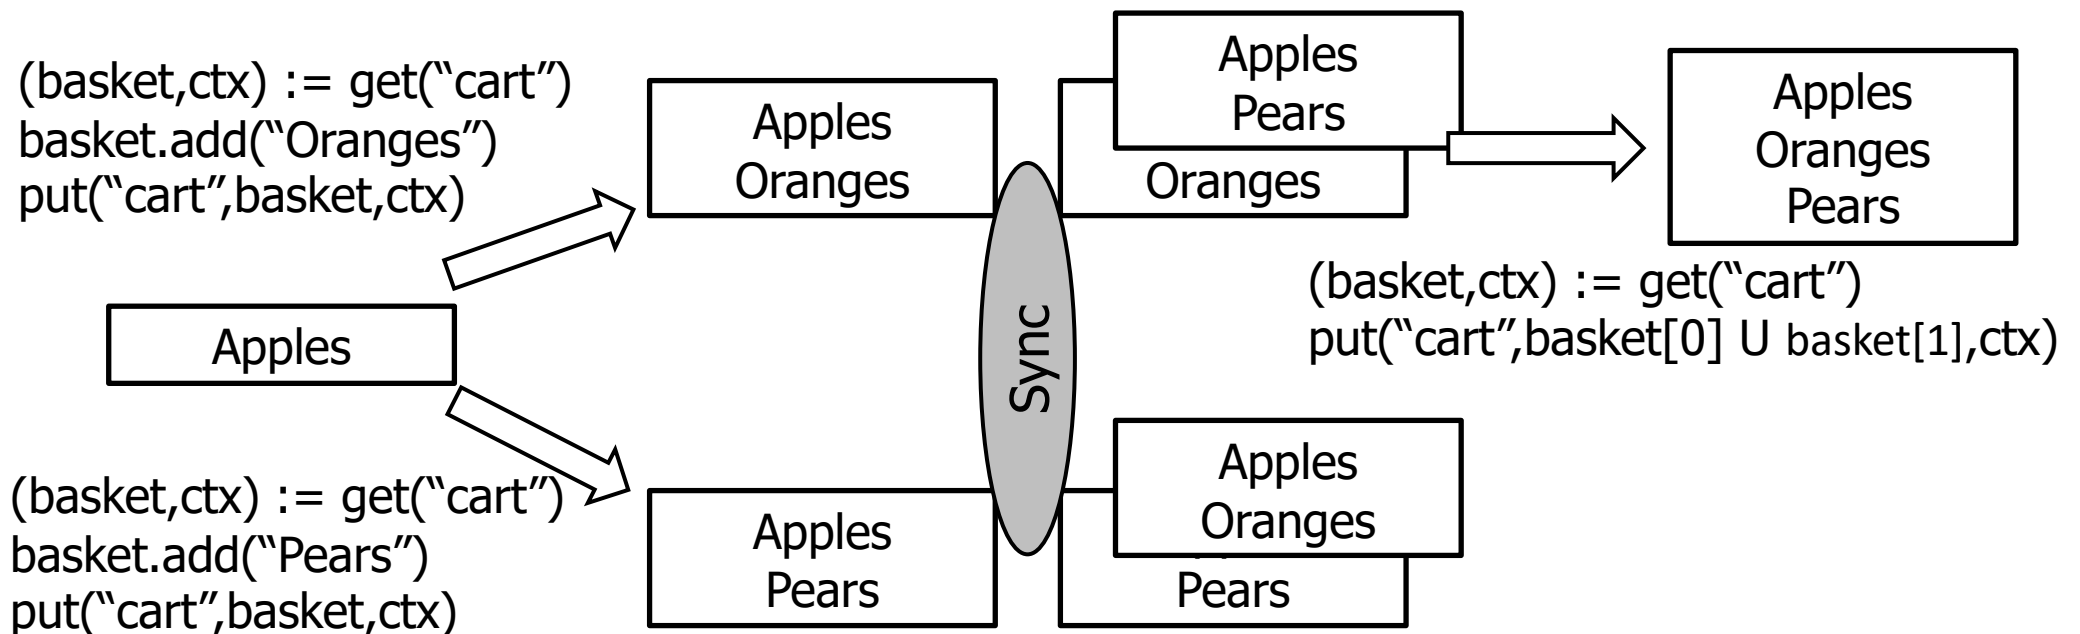 (basket,ctx) := get(“cart”)
basket.add(“Oranges”)
put(“cart”,basket,ctx)
Apples
(basket,ctx) := get(“cart”)
basket.add(“Pears”)
put(“cart”,basket,ctx)
Apples
Oranges
Apples
Pears
Sync
Apples
Pears
Oranges
Apples
Oranges
Pears
Apples
Oranges
Pears
(basket,ctx) := get(“cart”)
put(“cart”,basket[0] U basket[1],ctx)